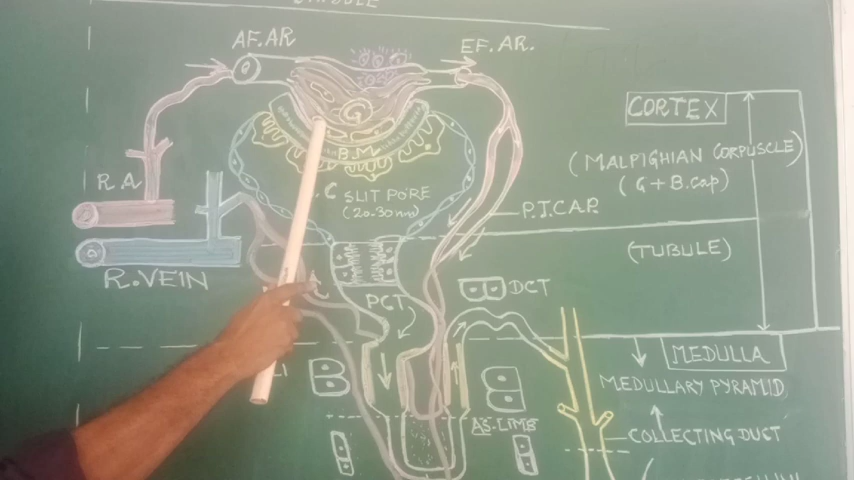 AF.AR
EF.AR.
CORTEX
G
B.M
(MALPIGHIAN CORPUSCLE)
(G+B.cap)
R.A
C SLIT PORE
(20-30nm)
P.T.CAP.
(TUBULE)
R.VEIN
PCT
DCT
MEDULLA
MEDULLARY PYRAMID
AS-LIMB
COLLECTING DUCT